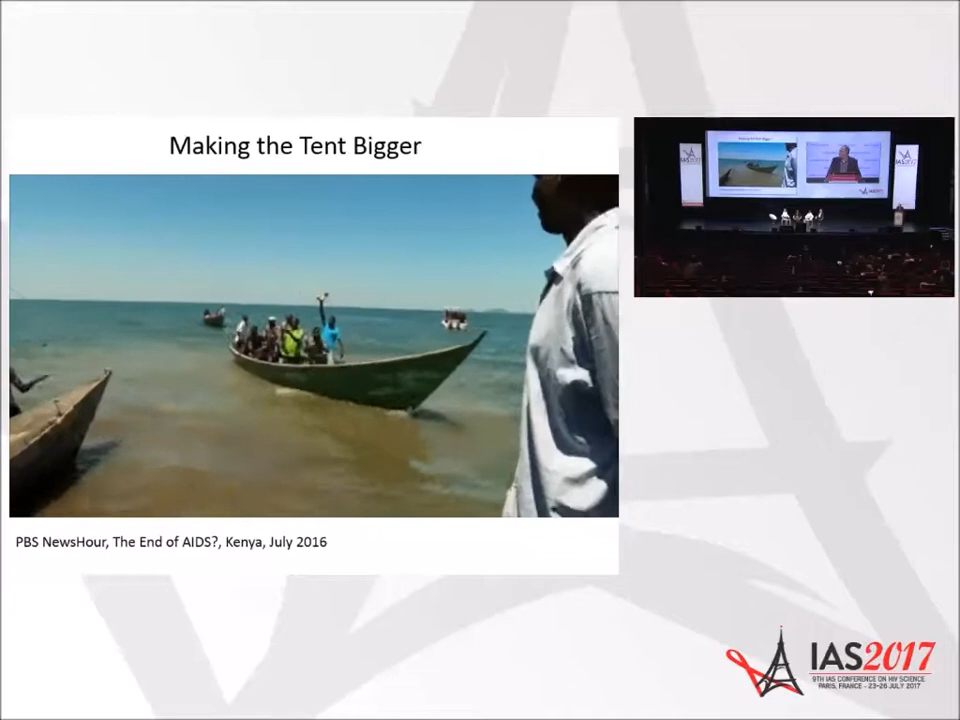 Making the Tent Bigger
PBS NewsHour, The End of AIDS?, Kenya, July 2016
IAS2017
9TH IAS CONFERENCE ON HIV SCIENCE
PARIS, FRANCE - 23-26 JULY 2017